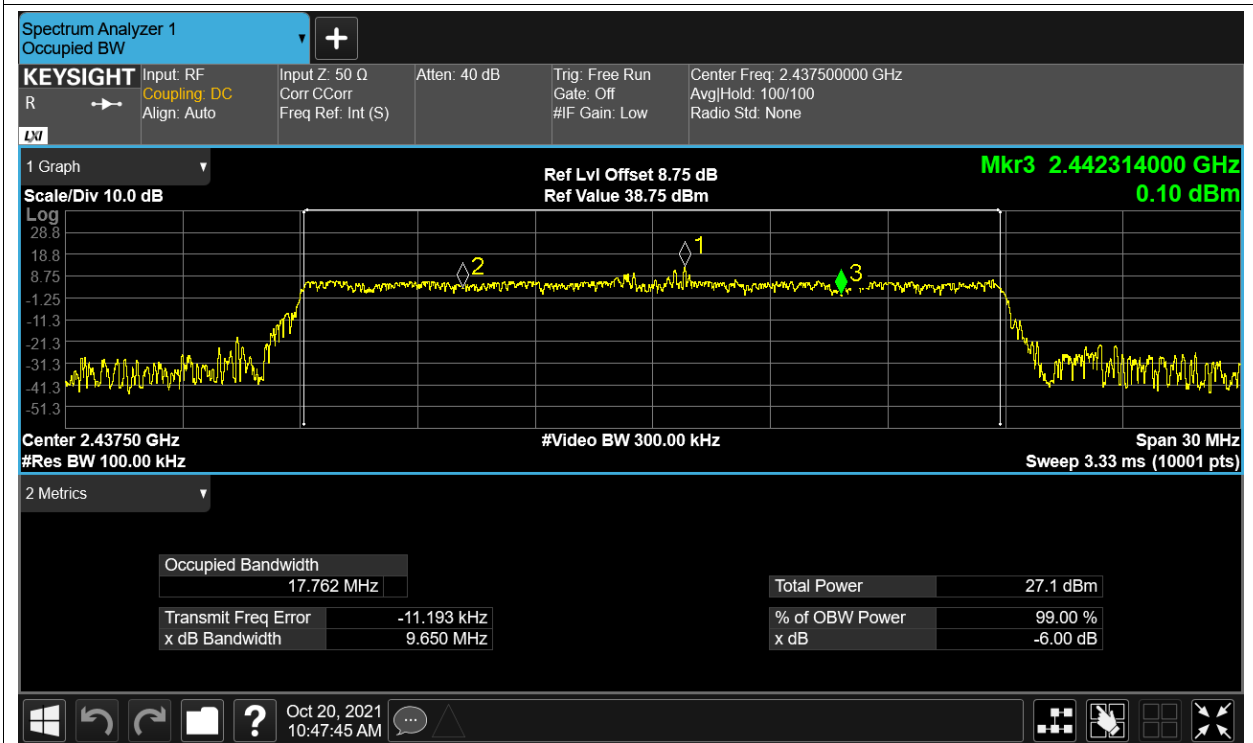 Spectrum Analyzer 1
Occupied BW
KEYSIGHT
R
LXI
Input: RF
Coupling: DC
Align: Auto
Input Z: 50 Ω
Corr CCorr
Freq Ref: Int (S)
Atten: 40 dB
Trig: Free Run
Gate: Off
#IF Gain: Low
Center Freq: 2.437500000 GHz
Avg|Hold: 100/100
Radio Std: None
1 Graph
Scale/Div 10.0 dB
Ref Lvl Offset 8.75 dB
Ref Value 38.75 dBm
Mkr3 2.442314000 GHz
0.10 dBm
Log
28.8
18.8
8.75
-1.25
-11.3
-21.3
-31.3
-41.3
-51.3
2
1
3
Center 2.43750 GHz
#Video BW 300.00 kHz
Span 30 MHz
#Res BW 100.00 kHz
Sweep 3.33 ms (10001 pts)
2 Metrics
Occupied Bandwidth
17.762 MHz
Total Power 27.1 dBm
Transmit Freq Error -11.193 kHz
% of OBW Power 99.00 %
x dB Bandwidth 9.650 MHz
x dB -6.00 dB
?
Oct 20, 2021
10:47:45 AM